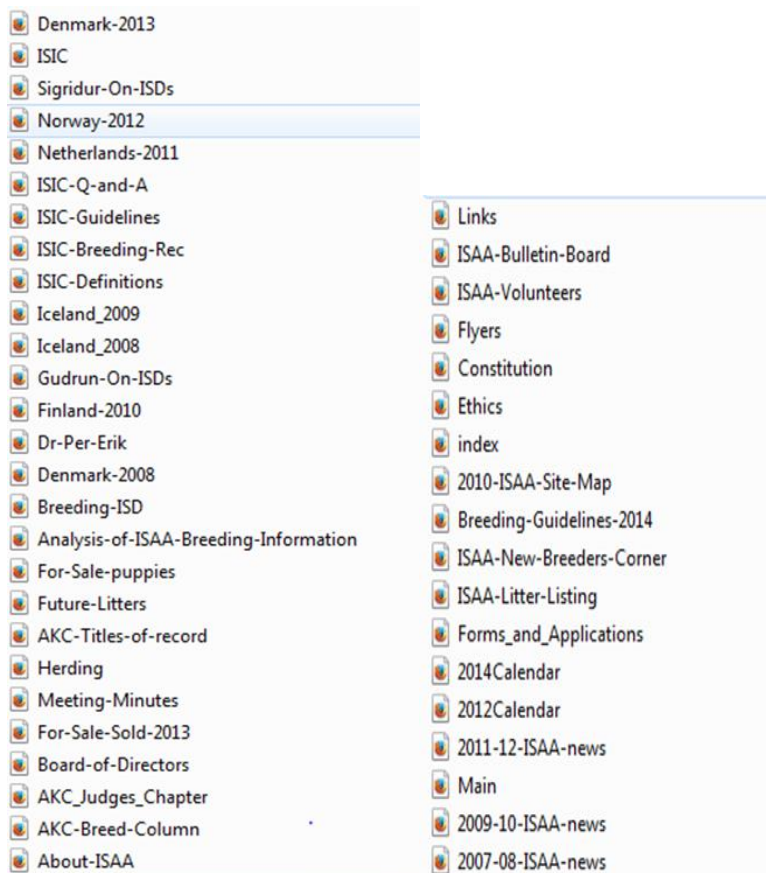 Denmark-2013
ISIC
Sigridur-On-ISDs
Norway-2012
Netherlands-2011
ISIC-Q-and-A
ISIC-Guidelines
ISIC-Breeding-Rec
ISIC-Definitions
Iceland_2009
Iceland_2008
Gudrun-On-ISDs
Finland-2010
Dr-Per-Erik
Denmark-2008
Breeding-ISD
Analysis-of-ISAA-Breeding-Information
For-Sale-puppies
Future-Litters
AKC-Titles-of-record
Herding
Meeting-Minutes
For-Sale-Sold-2013
Board-of-Directors
AKC_Judges_Chapter
AKC-Breed-Column
About-ISAA
Links
ISAA-Bulletin-Board
ISAA-Volunteers
Flyers
Constitution
Ethics
index
2010-ISAA-Site-Map
Breeding-Guidelines-2014
ISAA-New-Breeders-Corner
ISAA-Litter-Listing
Forms_and_Applications
2014Calendar
2012Calendar
2011-12-ISAA-news
Main
2009-10-ISAA-news
2007-08-ISAA-news